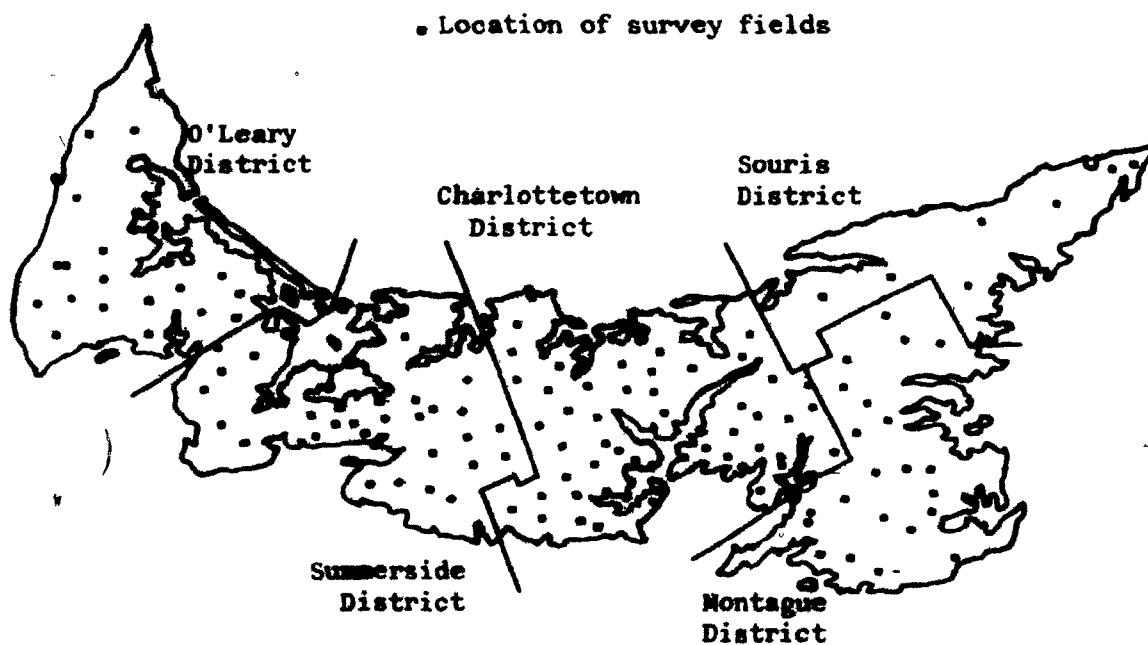 Location of survey fields
O'Leary
District
Charlottetown
District
Souris
District
Summerside
District
Montague
District